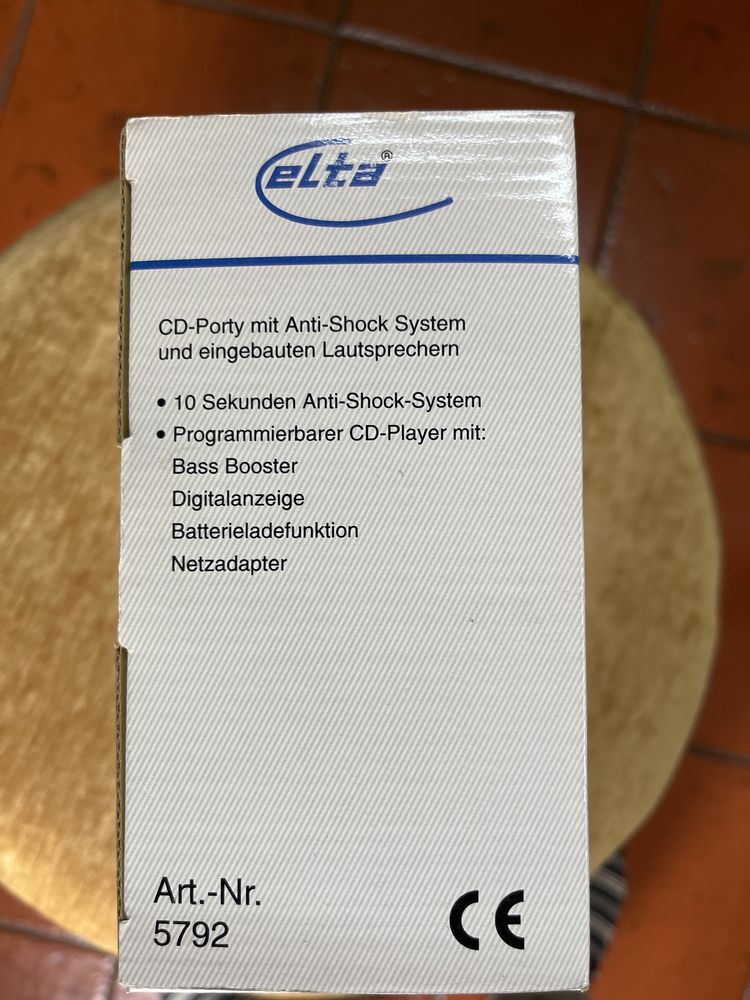 elta®
CD-Porty mit Anti-Shock System
und eingebauten Lautsprechern
• 10 Sekunden Anti-Shock-System
• Programmierbarer CD-Player mit:
Bass Booster
Digitalanzeige
Batterieladefunktion
Netzadapter
Art.-Nr.
5792
CE